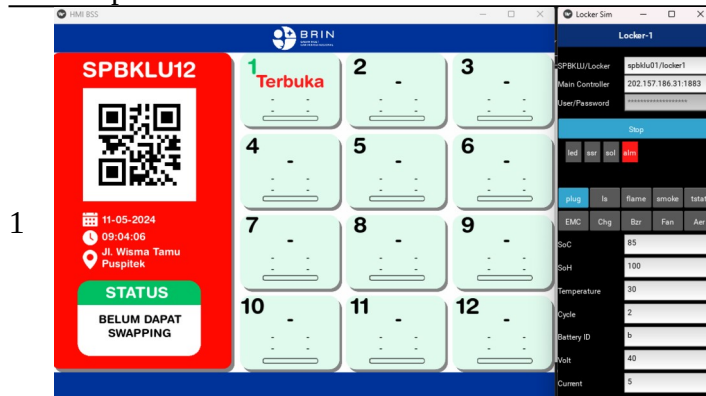 1
HMI BSS
BRIN
SPBKLU12
11-05-2024
09:04:06
Jl. Wisma Tamu
Puspitek
STATUS
BELUM DAPAT
SWAPPING
1
Terbuka
- -
- -
2
-
- -
- -
3
-
- -
- -
4
-
- -
- -
5
-
- -
- -
6
-
- -
- -
7
-
- -
- -
8
-
- -
- -
9
-
- -
- -
10
-
- -
- -
11
-
- -
- -
12
-
- -
- -
Locker Sim
Locker-1
SPBKLU/Locker spbklu01/locker1
Main Controller 202.157.186.31:1883
User/Password ******************
Stop
led ssr sol alm
plug la flame smoke tstat
EMC Chg Bzr Fan Aer
SoC 85
SoH 100
Temperature 30
Cycle 2
Battery ID b
Volt 40
Current 5